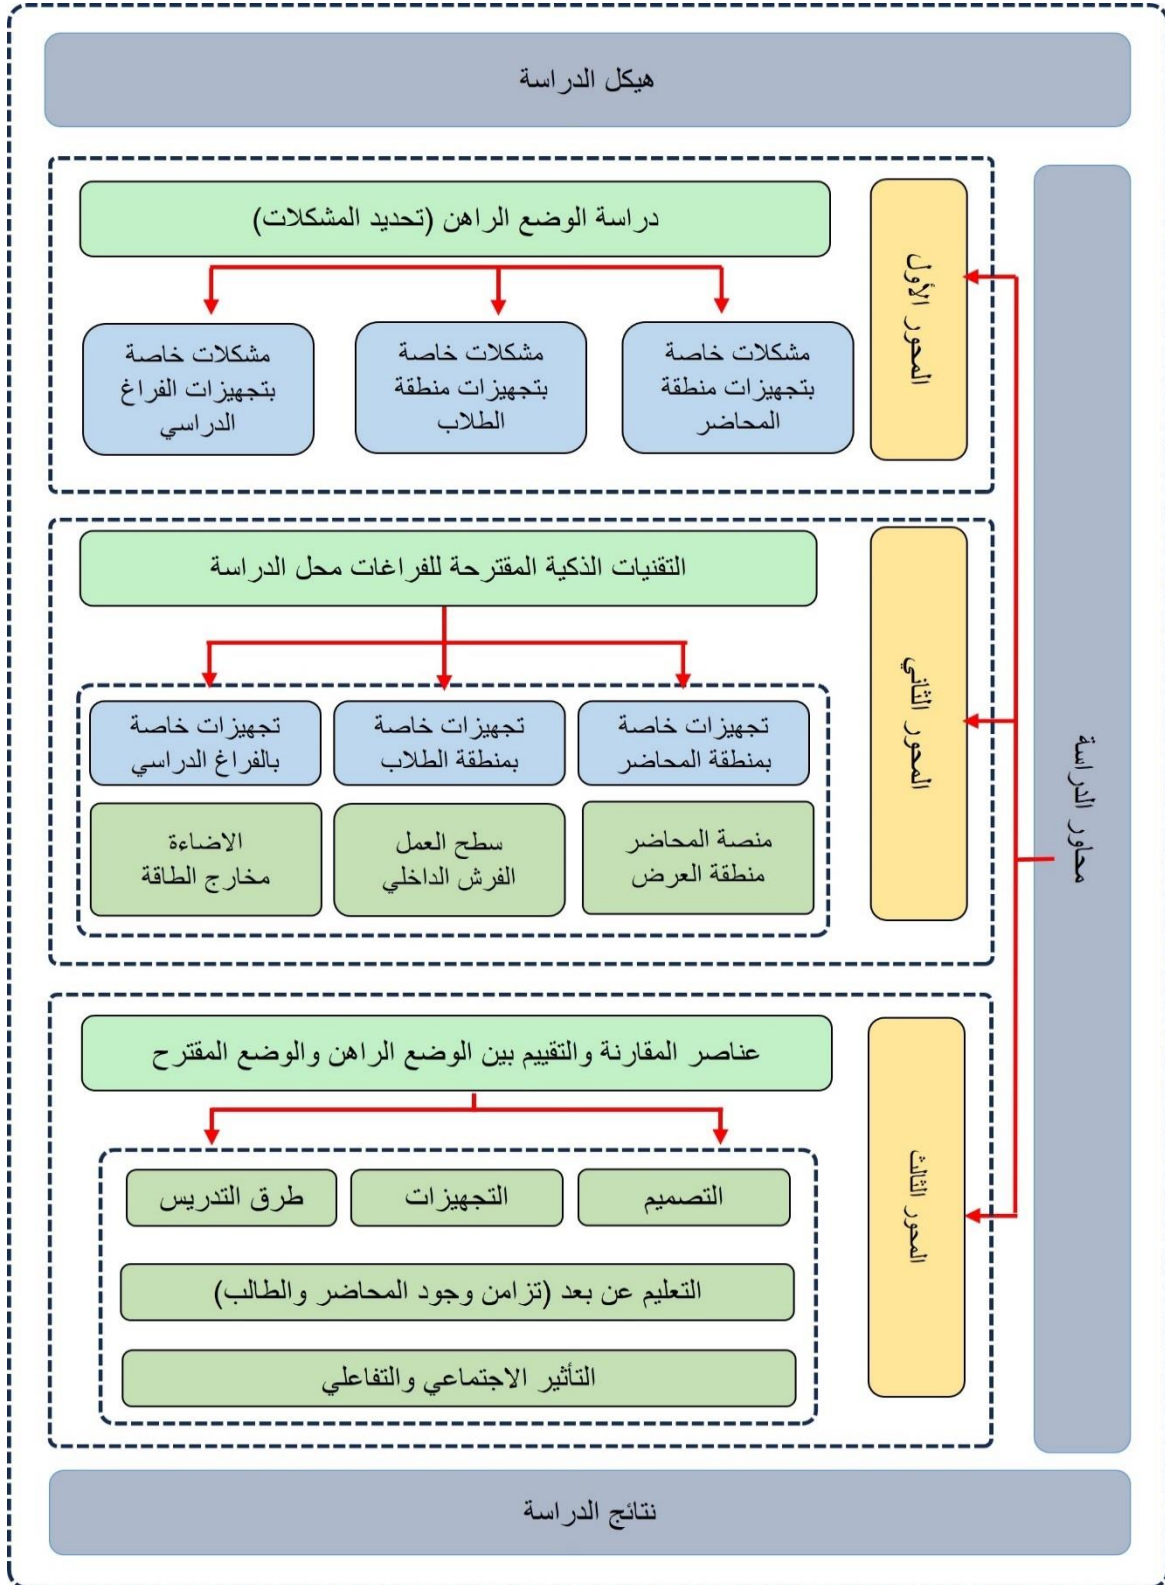 هيكل الدراسة
محاور الدراسة
المحور الأول
دراسة الوضع الراهن (تحديد المشكلات)
مشكلات خاصة
بتجهيزات منطقة
المحاضر
مشكلات خاصة
بتجهيزات منطقة
الطلاب
مشكلات خاصة
بتجهيزات الفراغ
الدراسي
المحور الثاني
التقنيات الذكية المقترحة للفراغات محل الدراسة
تجهيزات خاصة
بمنطقة المحاضر
تجهيزات خاصة
بمنطقة الطلاب
تجهيزات خاصة
بالفراغ الدراسي
منصة المحاضر
منطقة العرض
سطح العمل
الفرش الداخلي
الاضاءة
مخارج الطاقة
المحور الثالث
عناصر المقارنة والتقييم بين الوضع الراهن والوضع المقترح
التصميم
التجهيزات
طرق التدريس
التعليم عن بعد (تزامن وجود المحاضر والطالب)
التأثير الاجتماعي والتفاعلي
نتائج الدراسة